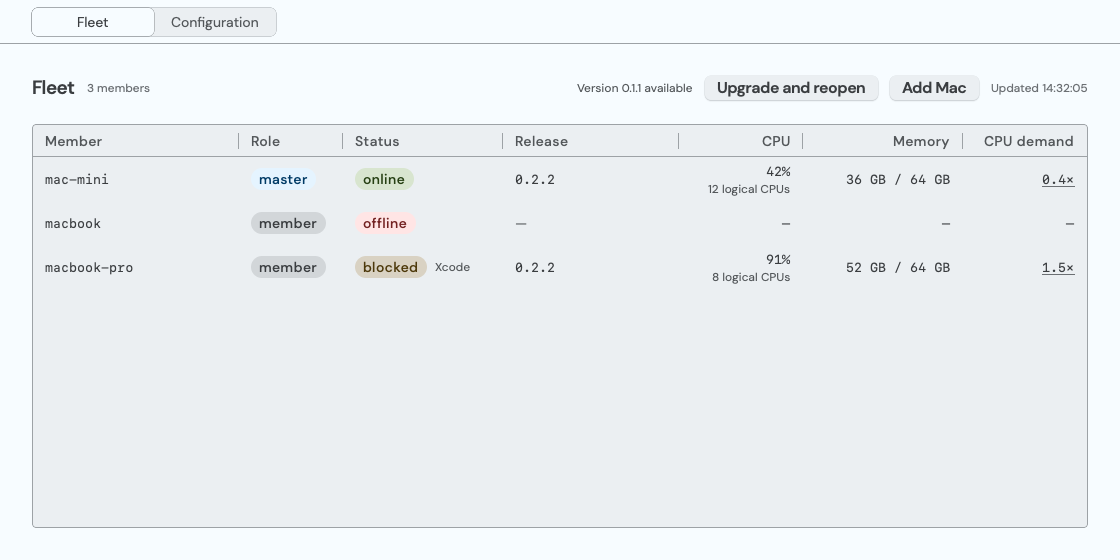 Fleet Configuration
Fleet 3 members Version 0.1.1 available Upgrade and reopen Add Mac Updated 14:32:05
Member Role Status Release CPU Memory CPU demand
mac-mini master online 0.2.2 42% 36 GB / 64 GB 0.4×
12 logical CPUs
macbook member offline — — — —
macbook-pro member blocked Xcode 0.2.2 91% 52 GB / 64 GB 1.5×
8 logical CPUs